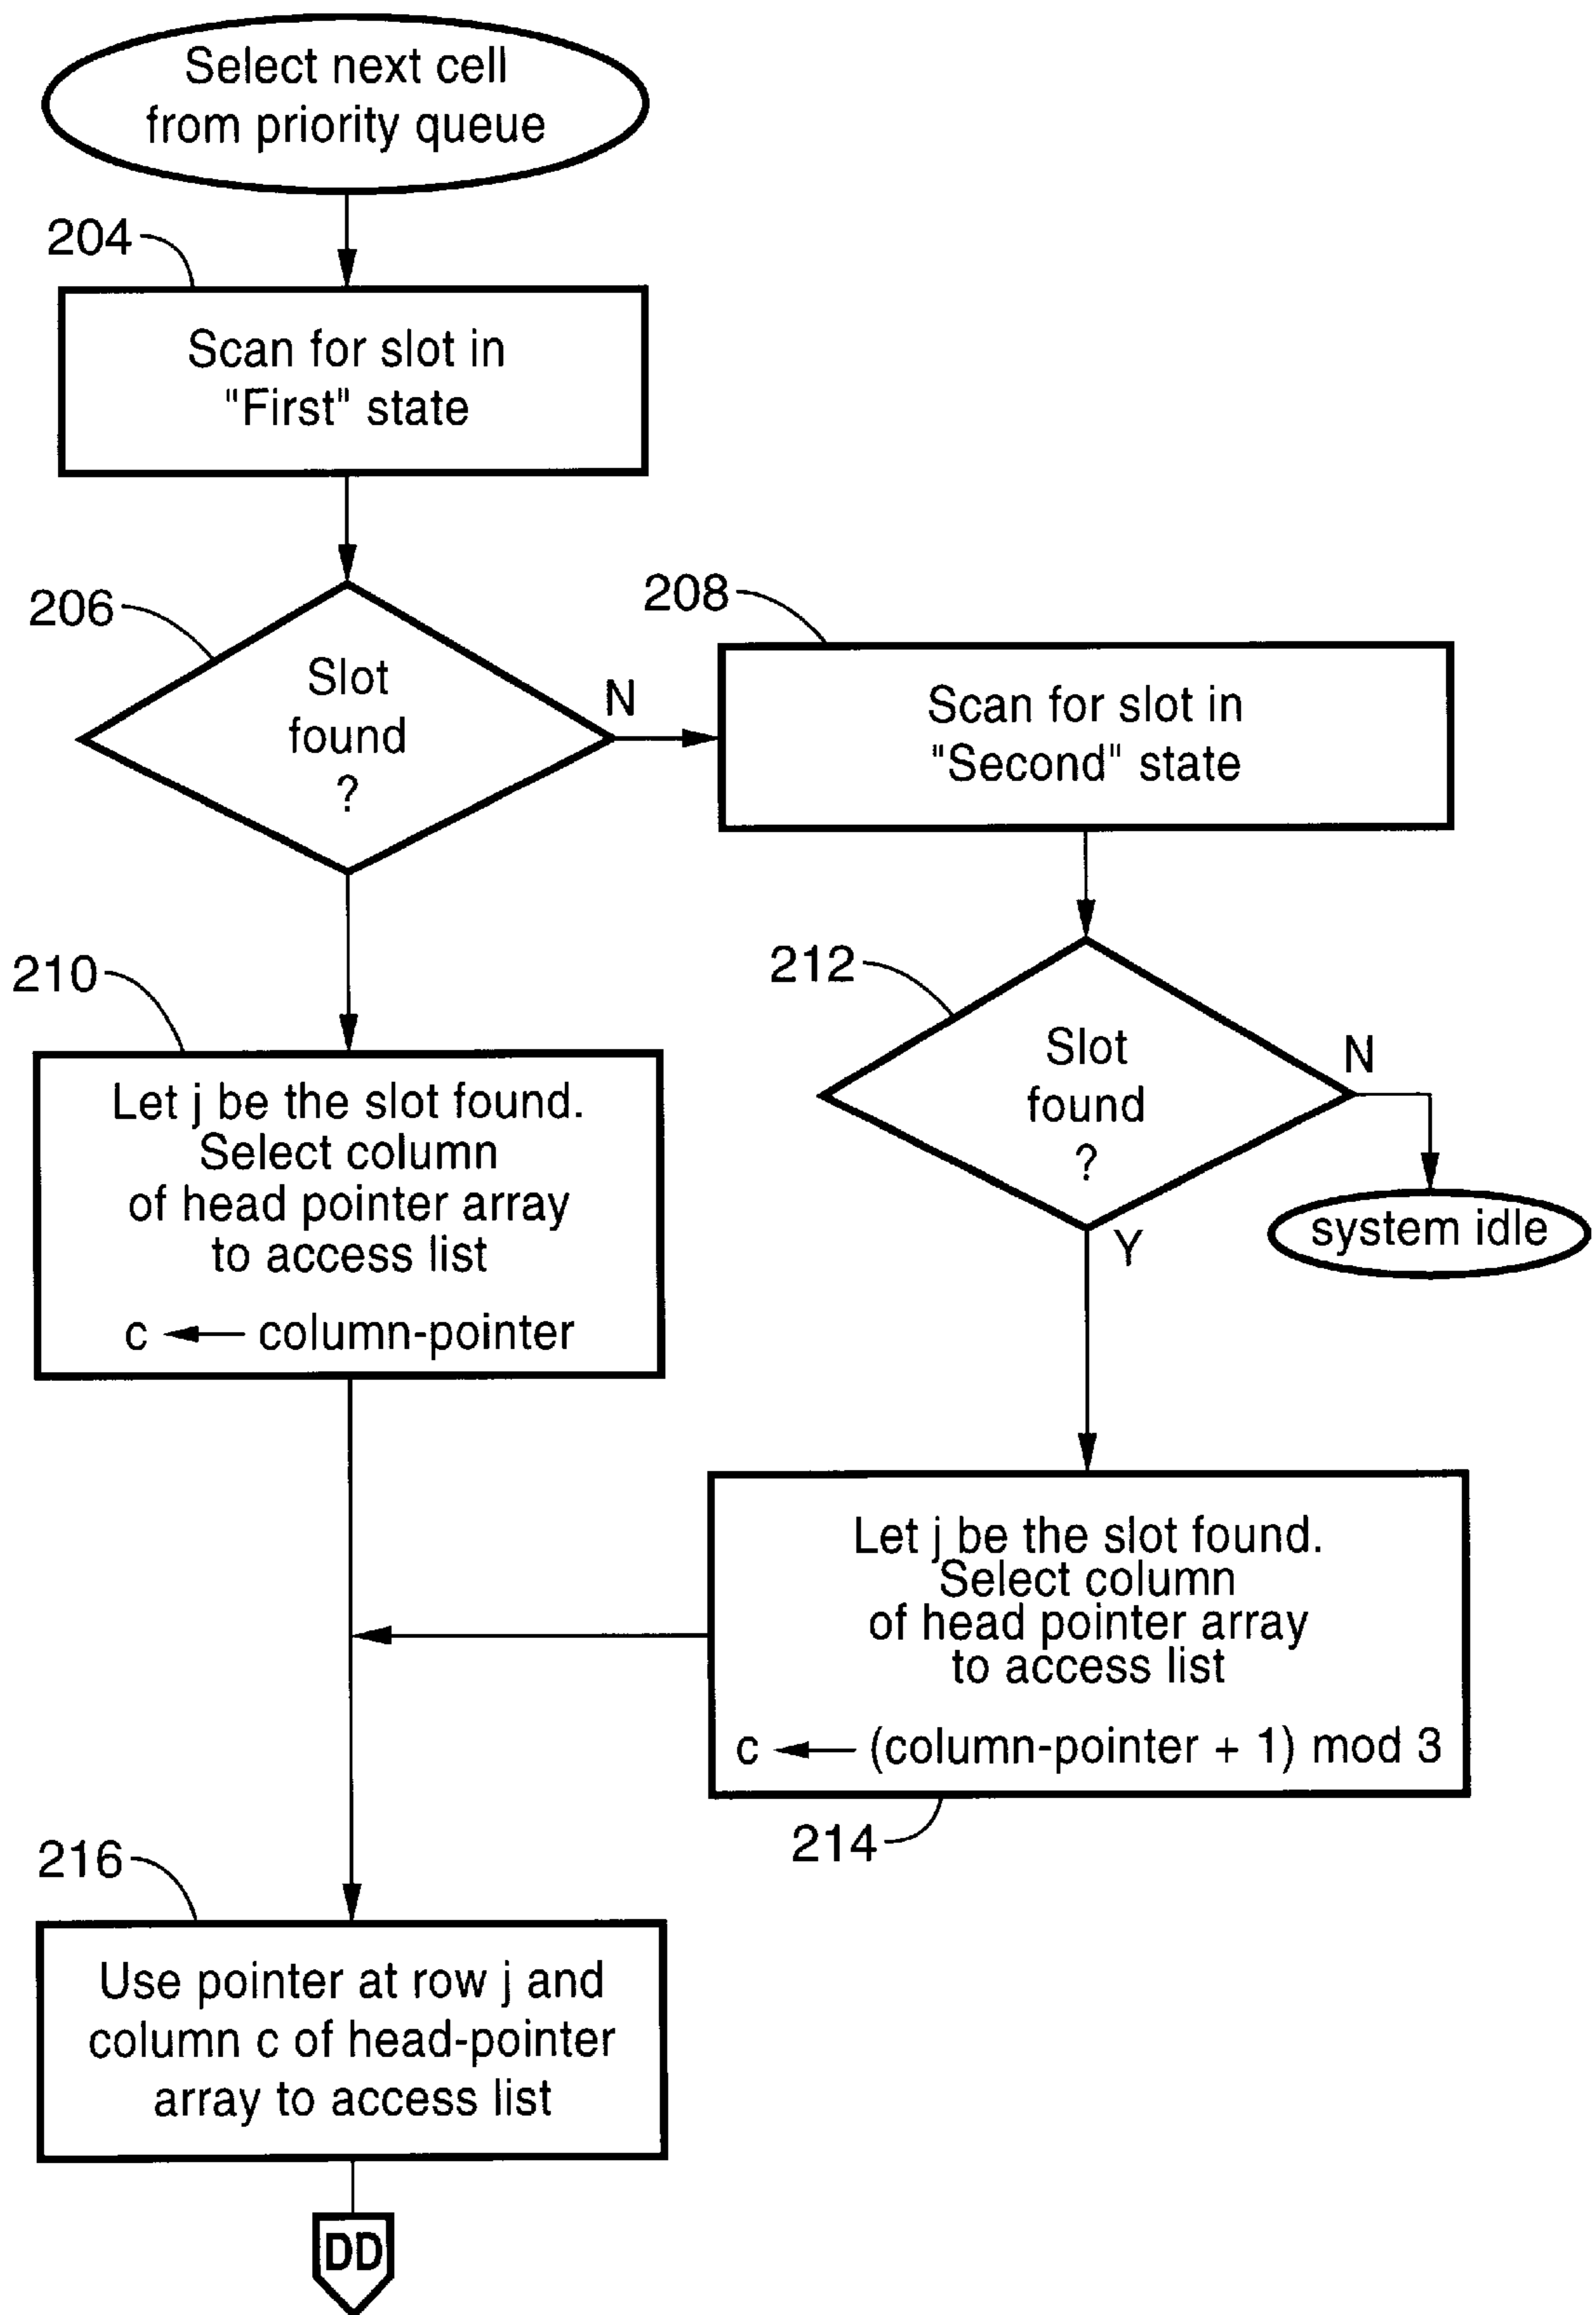 Select next cell
from priority queue
204
Scan for slot in
"First" state
206
Slot
found
?
N
208
Scan for slot in
"Second" state
210
Let j be the slot found.
Select column
of head pointer array
to access list
c ← column-pointer
212
Slot
found
?
N
Y
system idle
Let j be the slot found.
Select column
of head pointer array
to access list
c ← (column-pointer + 1) mod 3
214
216
Use pointer at row j and
column c of head-pointer
array to access list
DD